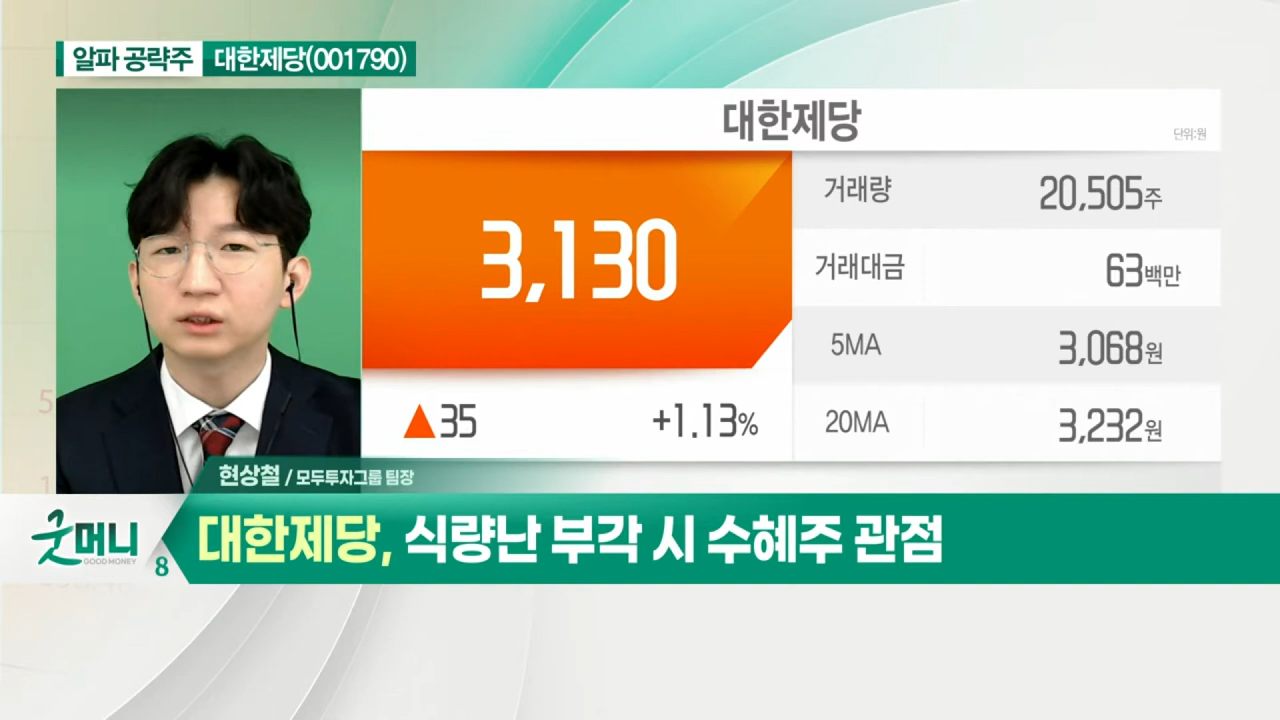 알파 공략주 대한제당(001790)
대한제당
단위:원
3,130
▲35 +1.13%
거래량 20,505주
거래대금 63백만
5MA 3,068원
20MA 3,232원
현상철 / 모두투자그룹 팀장
굿머니
GOOD MONEY
8
대한제당, 식량난 부각 시 수혜주 관점